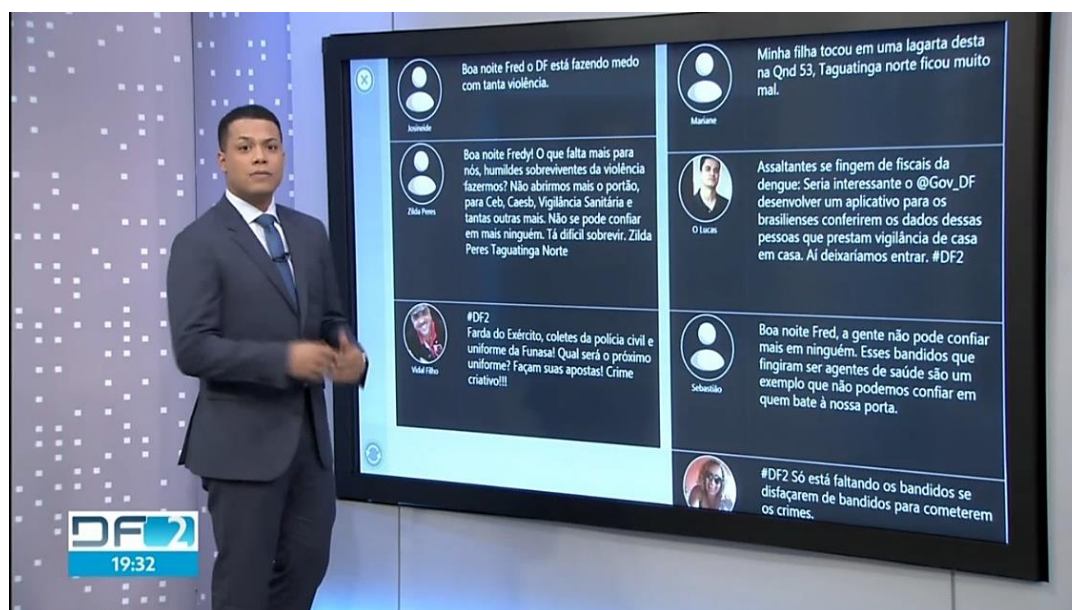 Boa noite Fred o DF está fazendo medo
com tanta violência.
Josineide
Boa noite Fredy! O que falta mais para
nós, humildes sobreviventes da violência
fazermos? Não abrirmos mais o portão,
para Ceb, Caesb, Vigilância Sanitária e
tantas outras mais. Não se pode confiar
em mais ninguém. Tá difícil sobrevir. Zilda
Peres Taguatinga Norte
Zilda Peres
#DF2
Farda do Exército, coletes da polícia civil e
uniforme da Funasa! Qual será o próximo
uniforme? Façam suas apostas! Crime
criativo!!!
Vidal Filho
Minha filha tocou em uma lagarta desta
na Qnd 53, Taguatinga norte ficou muito
mal.
Mariane
Assaltantes se fingem de fiscais da
dengue: Seria interessante o @Gov_DF
desenvolver um aplicativo para os
brasilienses conferirem os dados dessas
pessoas que prestam vigilância de casa
em casa. Aí deixaríamos entrar. #DF2
O Lucas
Boa noite Fred, a gente não pode confiar
mais em ninguém. Esses bandidos que
fingiram ser agentes de saúde são um
exemplo que não podemos confiar em
quem bate à nossa porta.
Sebastião
#DF2 Só está faltando os bandidos se
disfaçarem de bandidos para cometerem
os crimes.
DF2
19:32